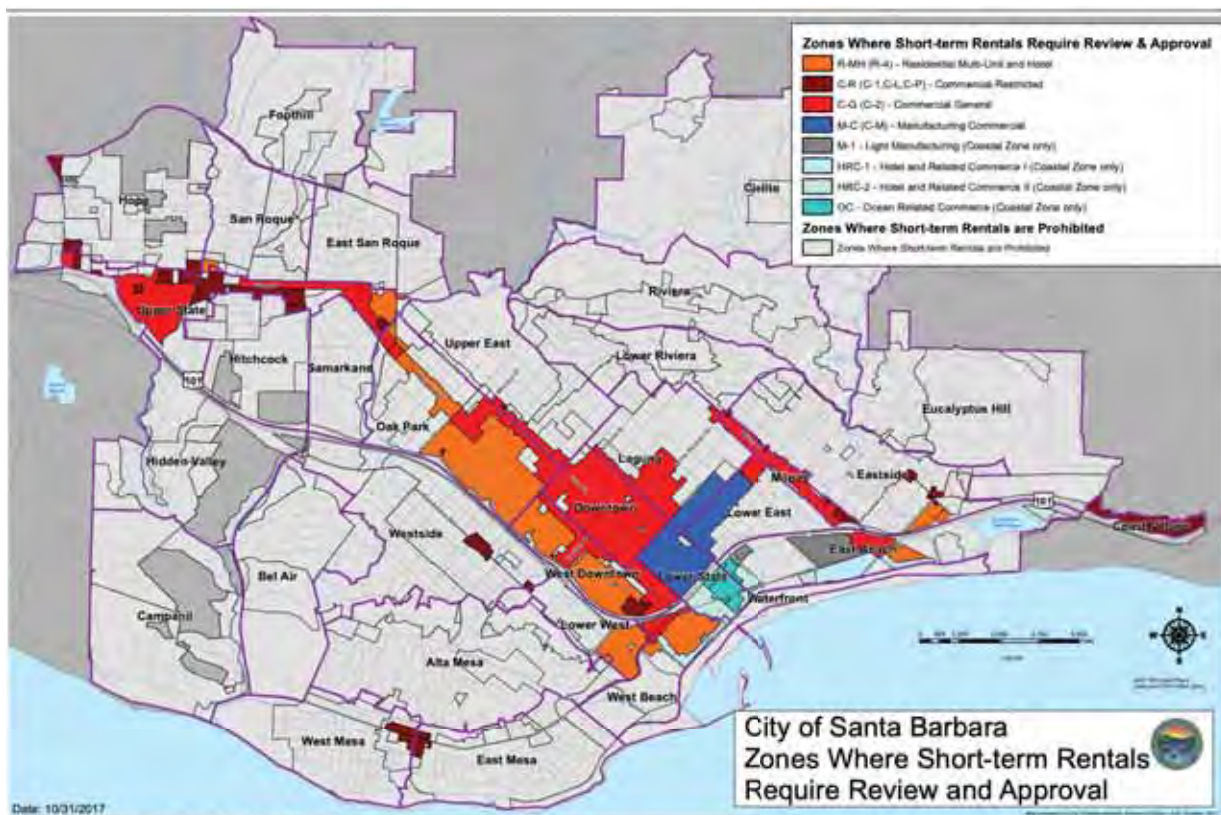 Zones Where Short-term Rentals Require Review & Approval
R-MH (R-4) - Residential Multi-Unit and Hotel
C-R (C-1,C-L,C-P) - Commercial Restricted
C-G (C-2) - Commercial General
M-C (C-M) - Manufacturing Commercial
M-1 - Light Manufacturing (Coastal Zone only)
HRC-1 - Hotel and Related Commerce I (Coastal Zone only)
HRC-2 - Hotel and Related Commerce II (Coastal Zone only)
OC - Ocean Related Commerce (Coastal Zone only)
Zones Where Short-term Rentals are Prohibited
Zones Where Short-term Rentals are Prohibited
Foothill
Hope
San Roque
East San Roque
Cielito
Riviera
Upper State
Upper East
Lower Riviera
Hitchcock
Samarkand
101
Eucalyptus Hill
Oak Park
Hidden Valley
Laguna
Eastside
Milpas
Downtown
Lower East
101
Coast Village
Westside
East Beach
Bel Air
West Downtown
Lower State
Waterfront
Campanil
Lower West
Alta Mesa
West Beach
West Mesa
East Mesa
N
W
E
S
City of Santa Barbara
Zones Where Short-term Rentals
Require Review and Approval
Date: 10/31/2017